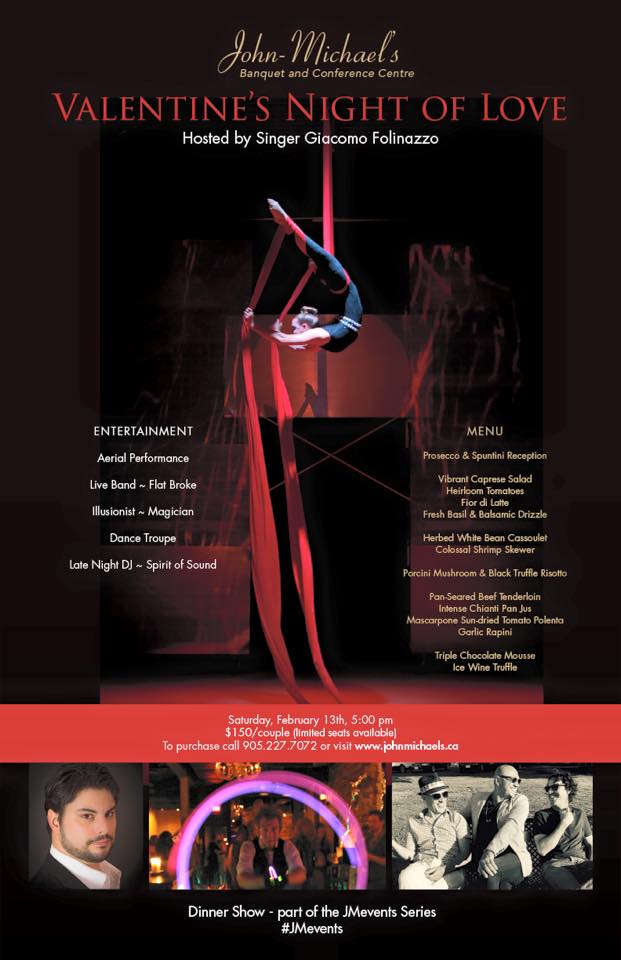 John-Michael's
Banquet and Conference Centre
VALENTINE'S NIGHT OF LOVE
Hosted by Singer Giacomo Folinazzo
ENTERTAINMENT
Aerial Performance
Live Band ~ Flat Broke
Illusionist ~ Magician
Dance Troupe
Late Night DJ ~ Spirit of Sound
MENU
Prosecco & Spuntini Reception
Vibrant Caprese Salad
Heirloom Tomatoes
Fior di Latte
Fresh Basil & Balsamic Drizzle
Herbed White Bean Cassoulet
Colossal Shrimp Skewer
Porcini Mushroom & Black Truffle Risotto
Pan-Seared Beef Tenderloin
Intense Chianti Pan Jus
Mascarpone Sun-dried Tomato Polenta
Garlic Rapini
Triple Chocolate Mousse
Ice Wine Truffle
Saturday, February 13th, 5:00 pm
$150/couple (limited seats available)
To purchase call 905.227.7072 or visit www.johnmichaels.ca
Dinner Show - part of the JMevents Series
#JMevents